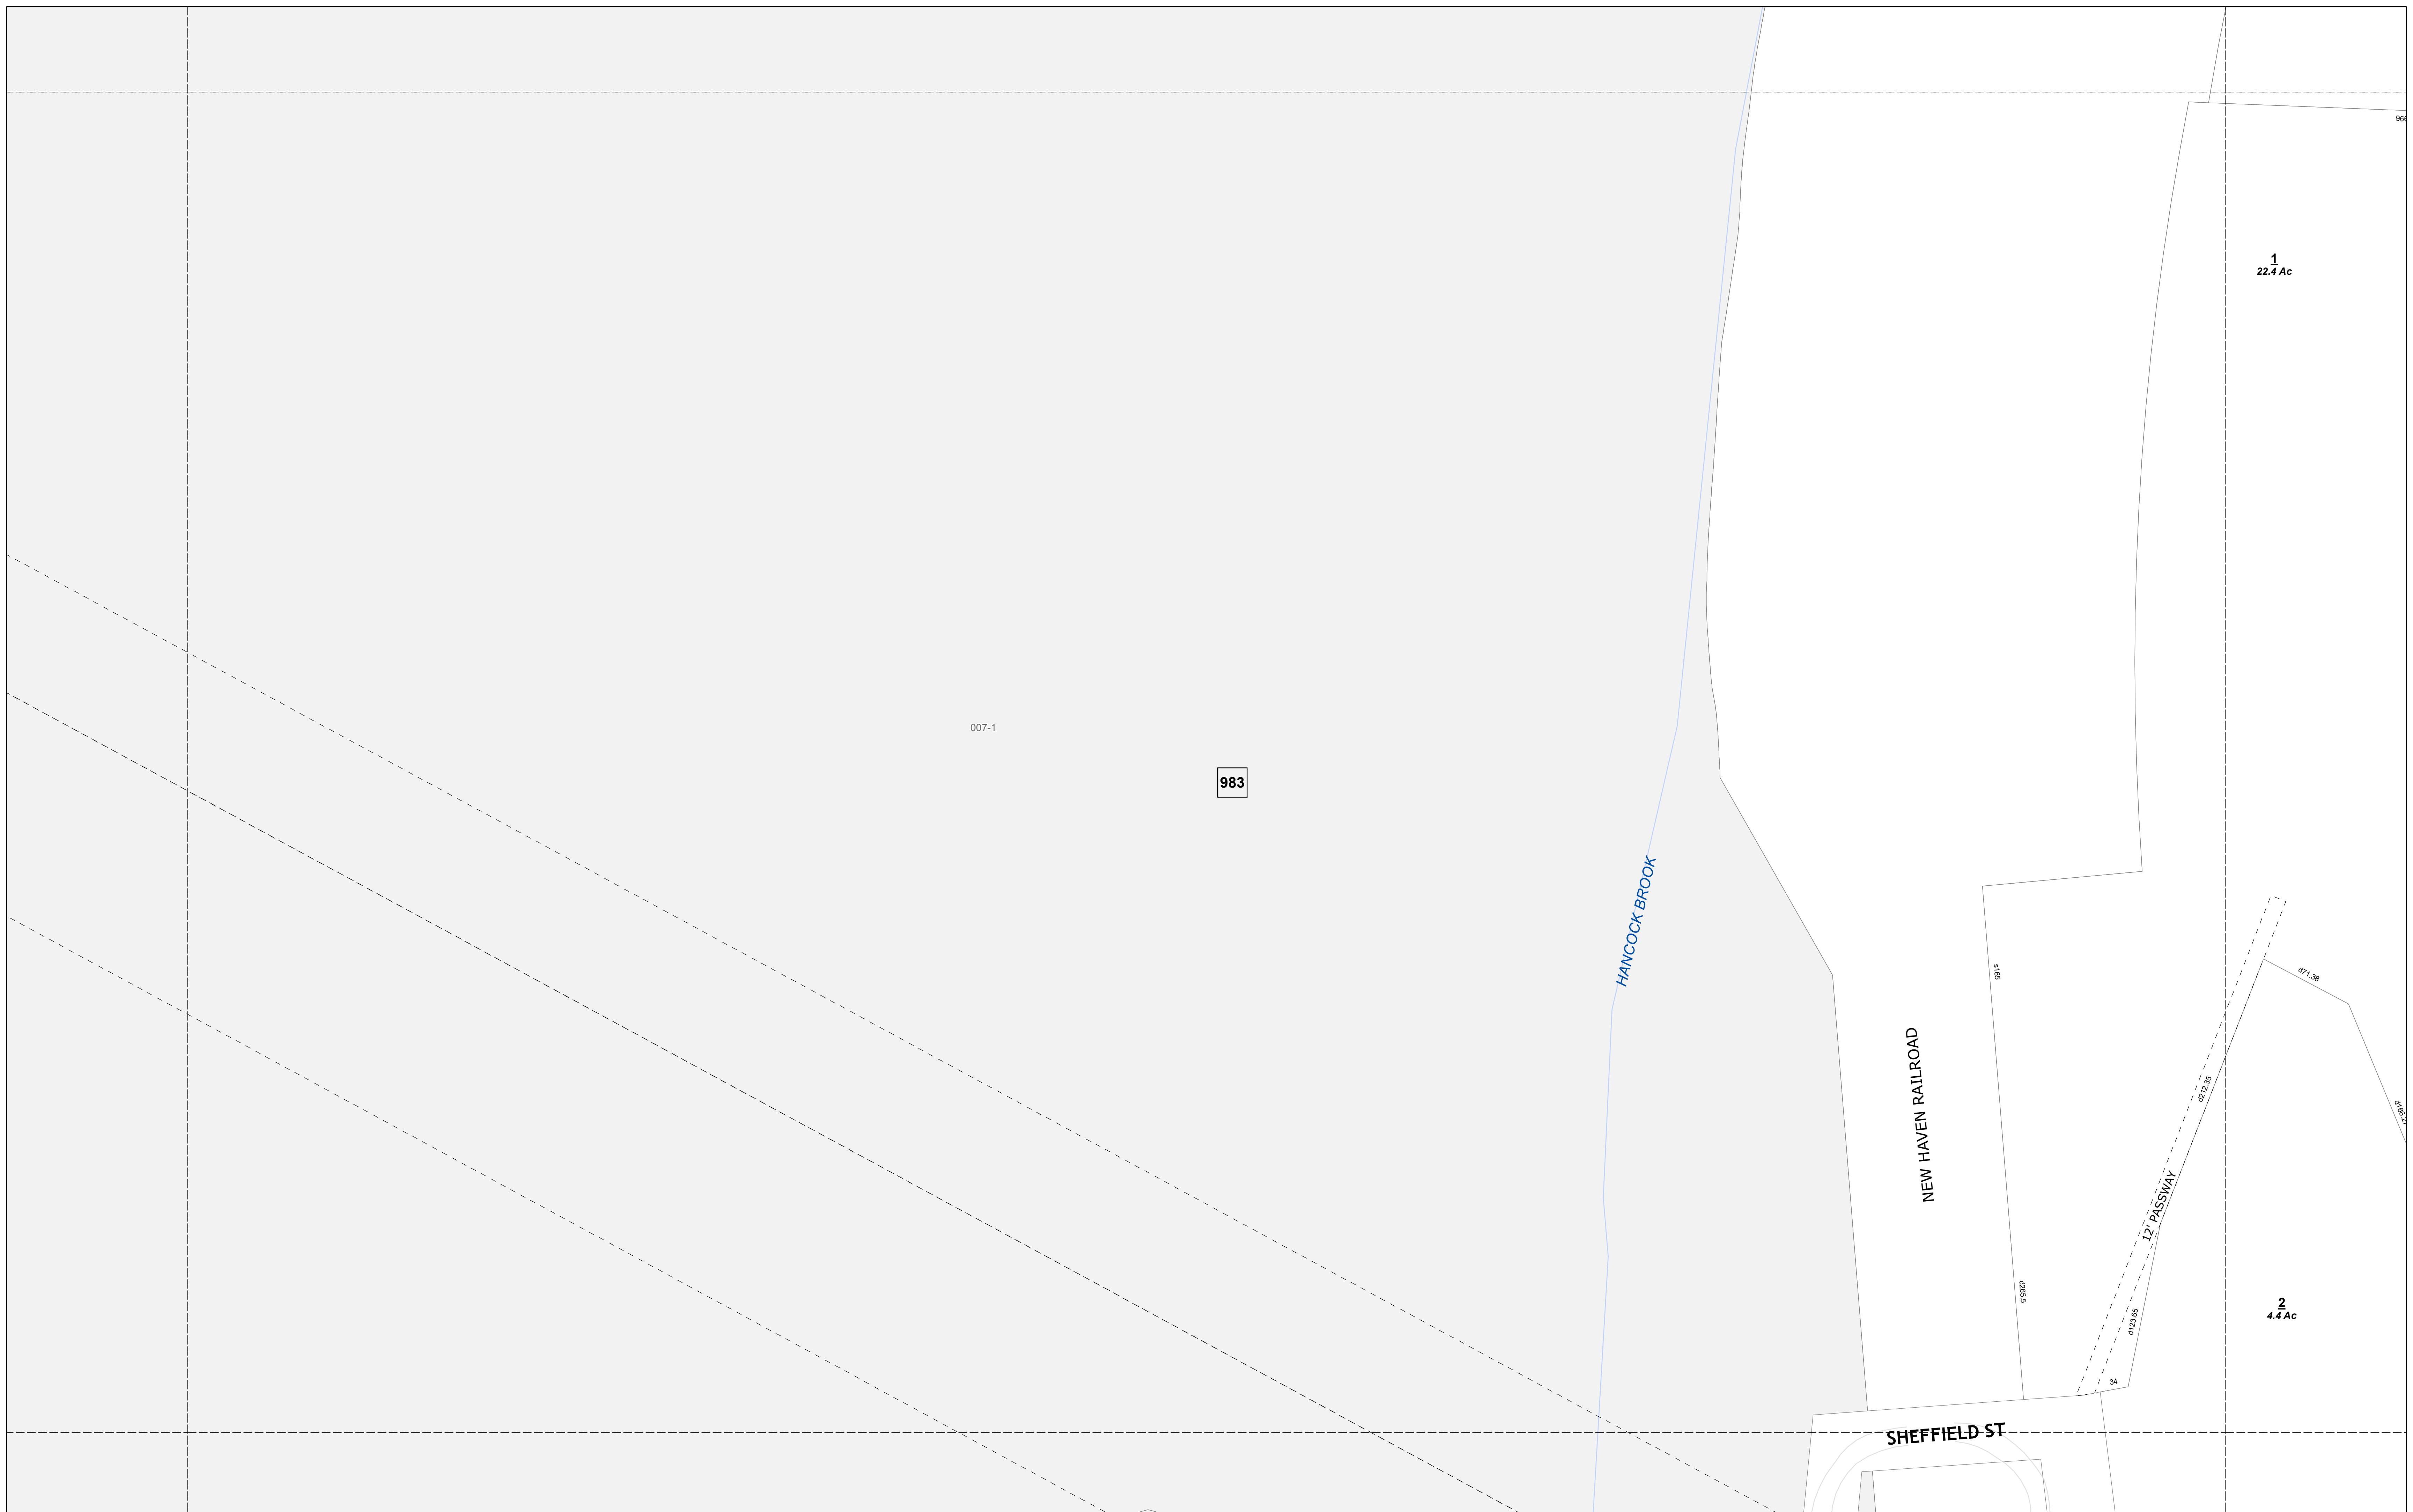 966
1
22.4 Ac
007-1
983
HANCOCK BROOK
s165
d71.38
NEW HAVEN RAILROAD
d212.35
12' PASSWAY
d265.5
d123.65
2
4.4 Ac
34
SHEFFIELD ST